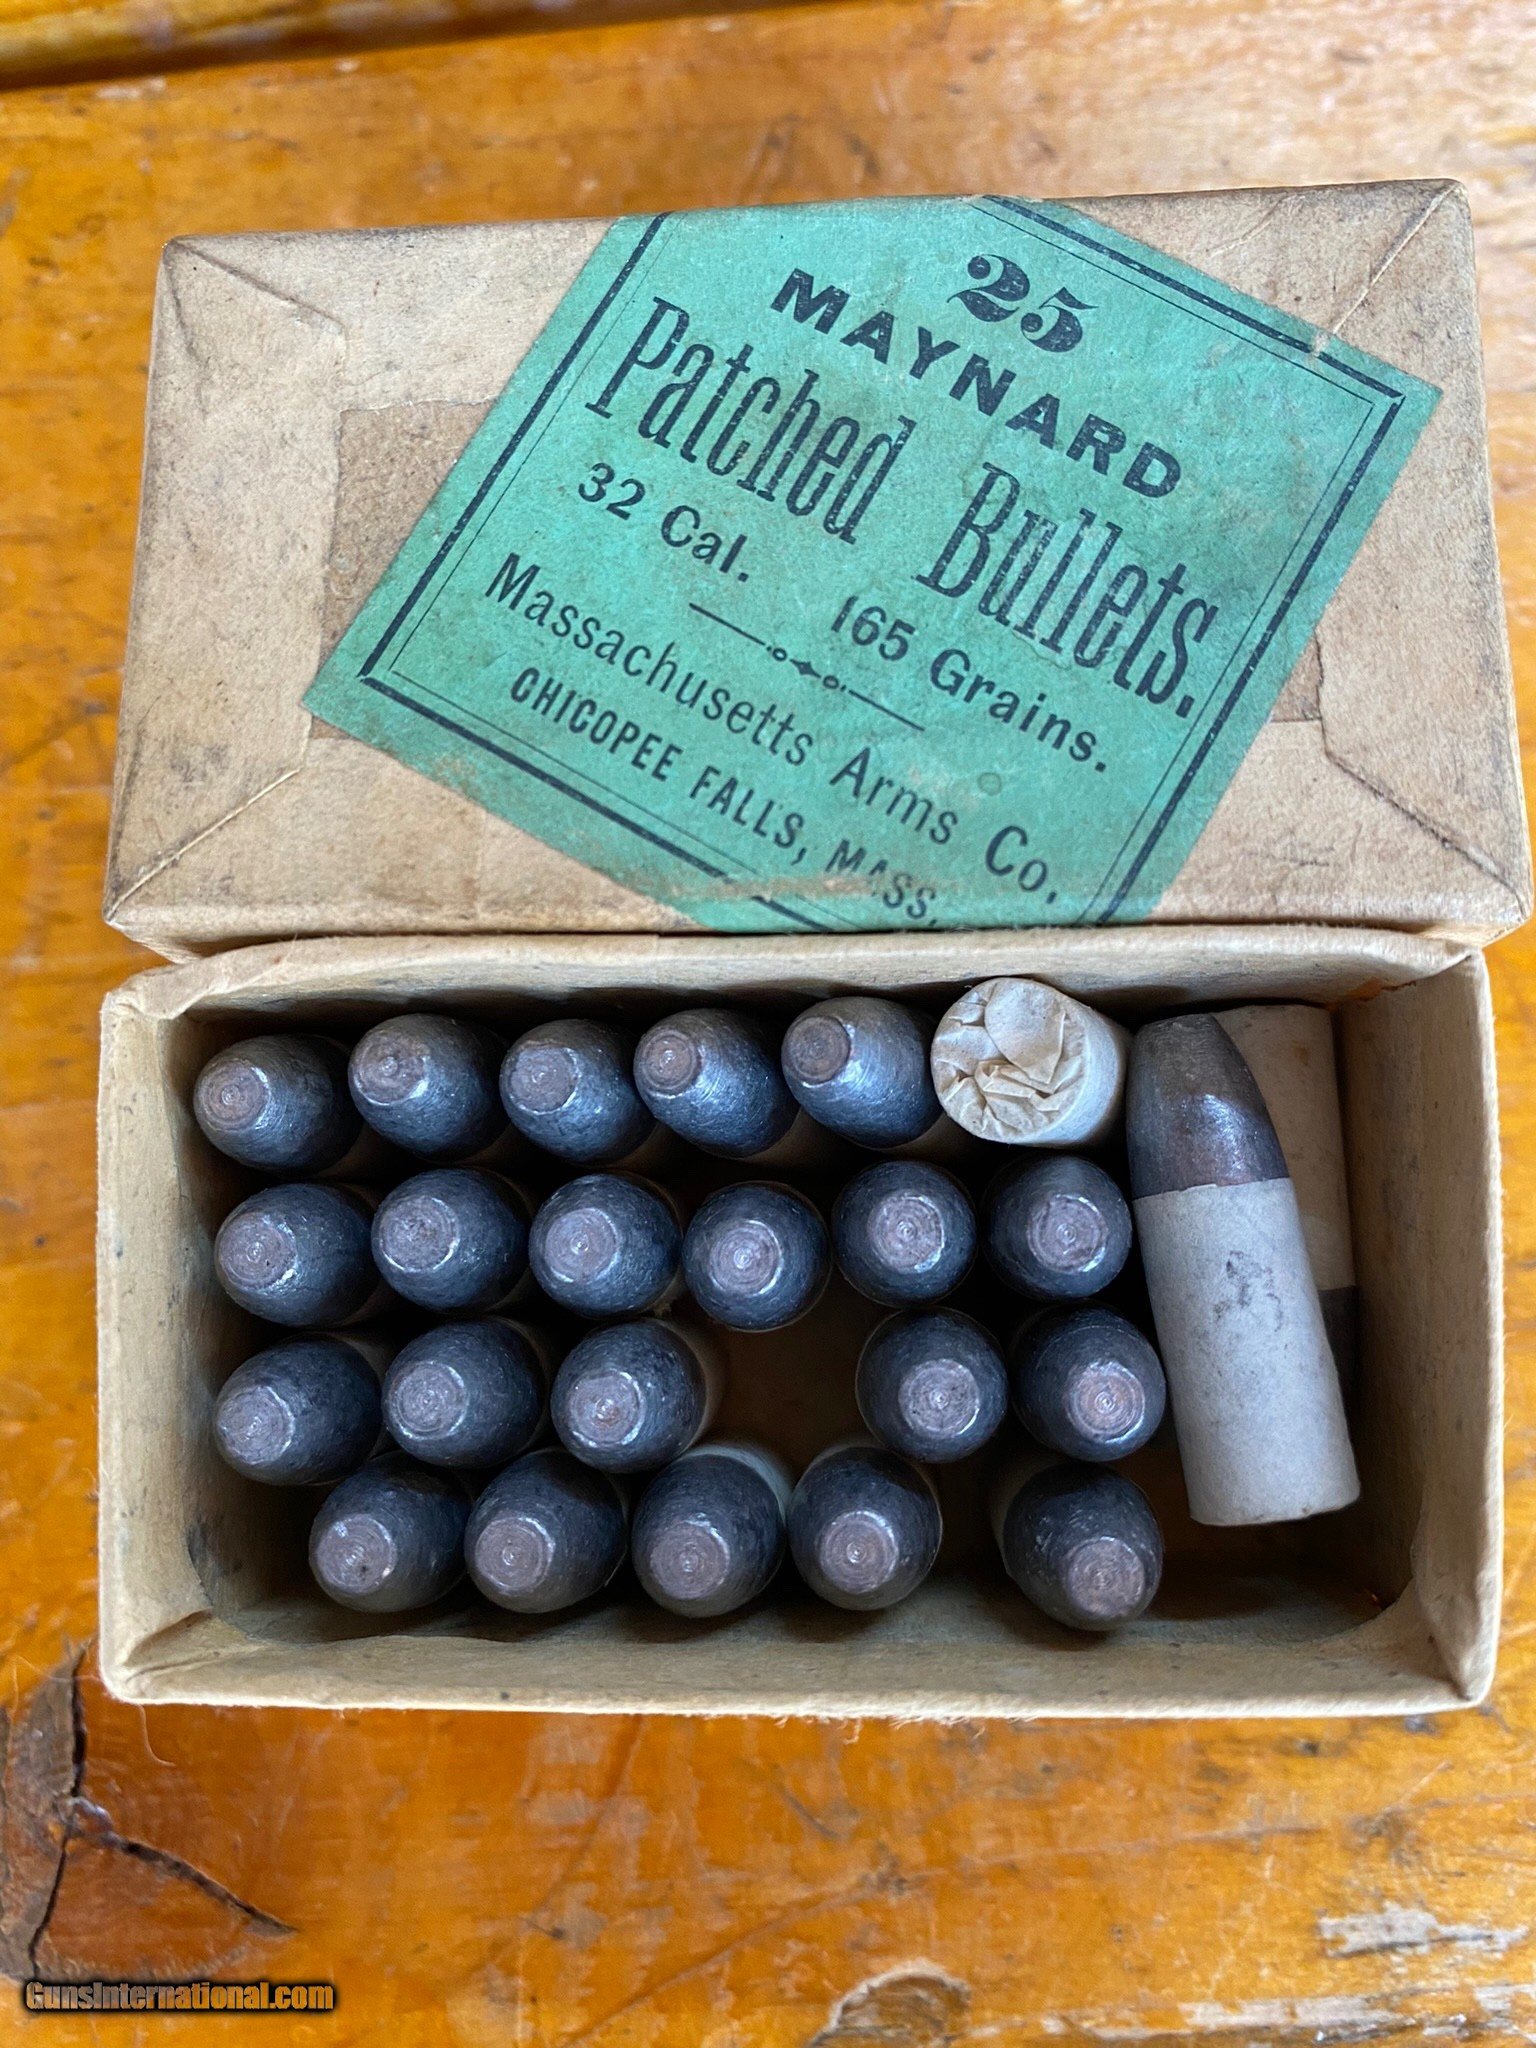 25
MAYNARD
Patched Bullets.
32 Cal. 165 Grains.
Massachusetts Arms Co.
CHICOPEE FALLS, MASS.
GunsInternational.com